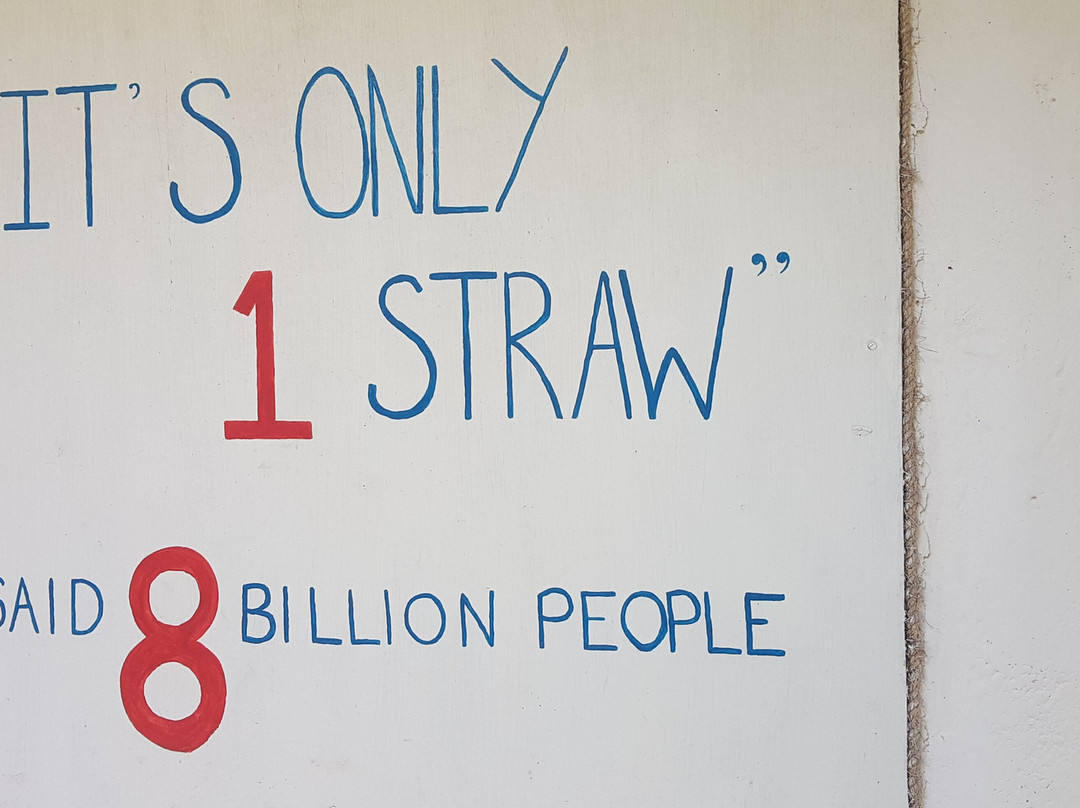 IT'S ONLY
1 STRAW”
SAID 8 BILLION PEOPLE